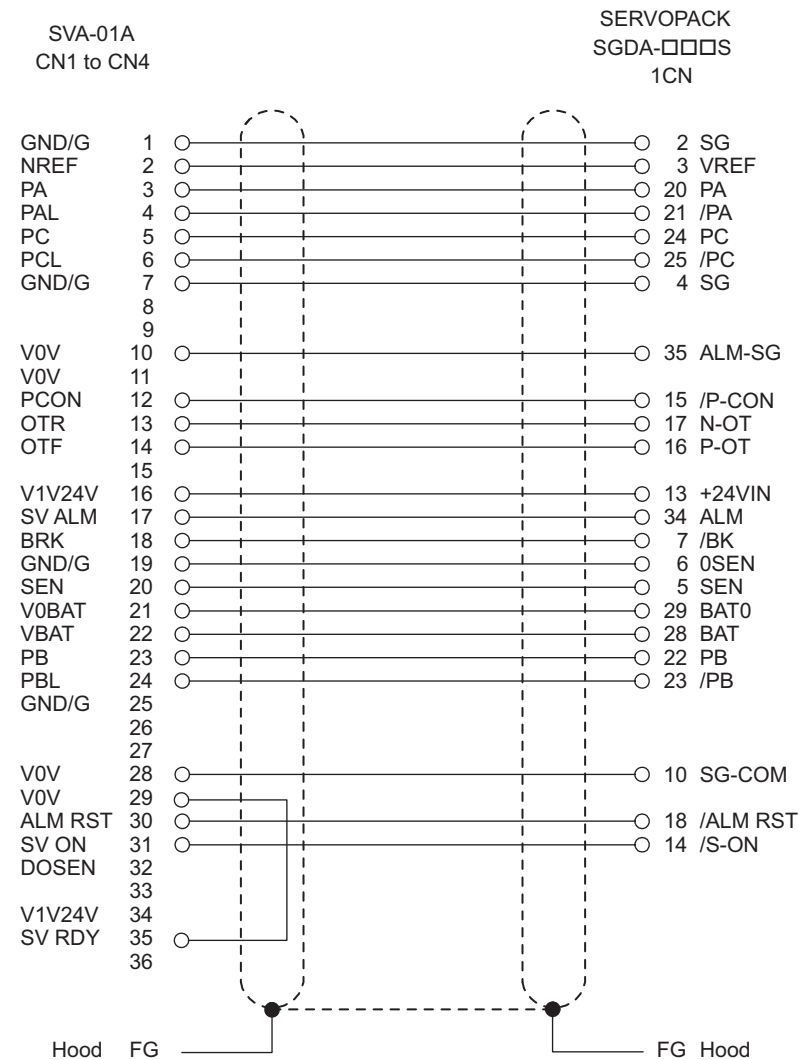 SVA-01A
CN1 to CN4
SERVOPACK
SGDA-□□□S
1CN
GND/G 1 2 SG
NREF 2 3 VREF
PA 3 20 PA
PAL 4 21 /PA
PC 5 24 PC
PCL 6 25 /PC
GND/G 7 4 SG
8
9
V0V 10 35 ALM-SG
V0V 11
PCON 12 15 /P-CON
OTR 13 17 N-OT
OTF 14 16 P-OT
15
V1V24V 16 13 +24VIN
SV ALM 17 34 ALM
BRK 18 7 /BK
GND/G 19 6 0SEN
SEN 20 5 SEN
V0BAT 21 29 BAT0
VBAT 22 28 BAT
PB 23 22 PB
PBL 24 23 /PB
GND/G 25
26
27
V0V 28 10 SG-COM
V0V 29
ALM RST 30 18 /ALM RST
SV ON 31 14 /S-ON
DOSEN 32
33
V1V24V 34
SV RDY 35
36
Hood FG FG Hood